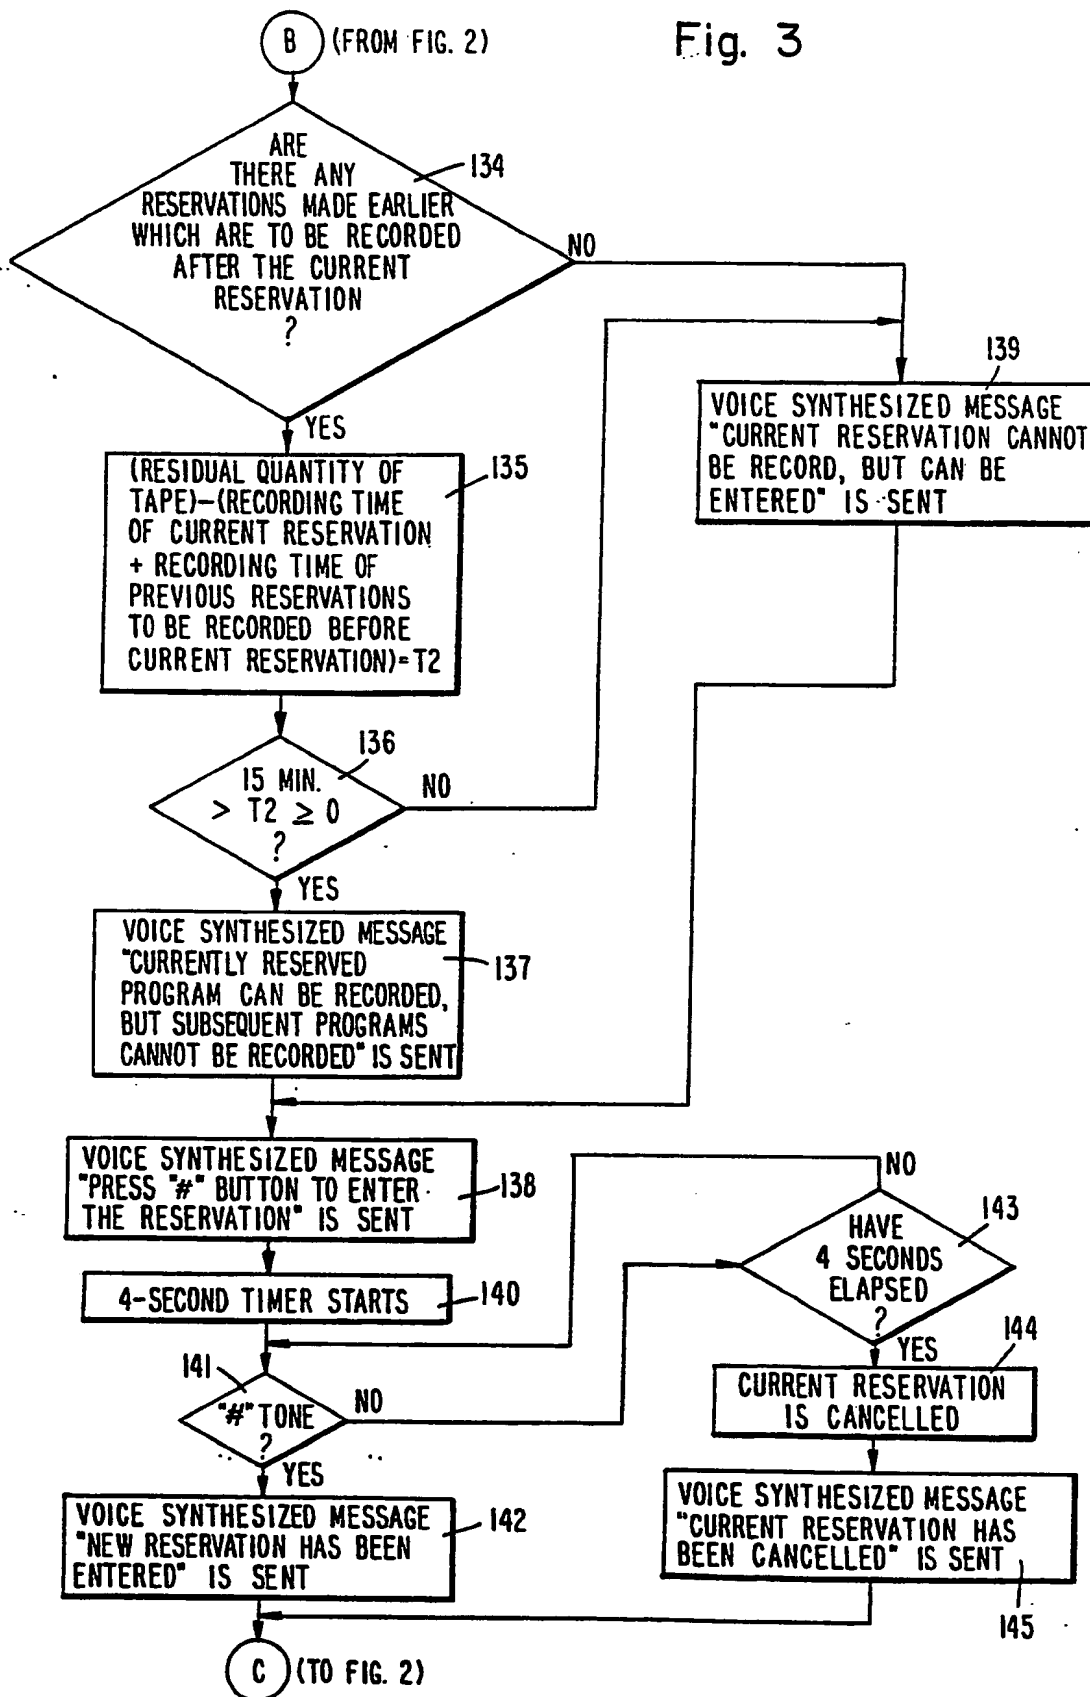 B (FROM FIG. 2)
Fig. 3
ARE
THERE ANY
RESERVATIONS MADE EARLIER
WHICH ARE TO BE RECORDED
AFTER THE CURRENT
RESERVATION
?
134
NO
YES
139
VOICE SYNTHESIZED MESSAGE
"CURRENT RESERVATION CANNOT
BE RECORD, BUT CAN BE
ENTERED" IS SENT
(RESIDUAL QUANTITY OF
TAPE)-(RECORDING TIME
OF CURRENT RESERVATION
+ RECORDING TIME OF
PREVIOUS RESERVATIONS
TO BE RECORDED BEFORE
CURRENT RESERVATION)=T2
135
136
15 MIN.
> T2 ≥ 0
?
NO
YES
VOICE SYNTHESIZED MESSAGE
"CURRENTLY RESERVED
PROGRAM CAN BE RECORDED,
BUT SUBSEQUENT PROGRAMS
CANNOT BE RECORDED" IS SENT
137
VOICE SYNTHESIZED MESSAGE
"PRESS "#" BUTTON TO ENTER
THE RESERVATION" IS SENT
138
4-SECOND TIMER STARTS
140
NO
HAVE
4 SECONDS
ELAPSED
?
143
YES
141
"#" TONE
?
NO
YES
144
CURRENT RESERVATION
IS CANCELLED
VOICE SYNTHESIZED MESSAGE
"NEW RESERVATION HAS BEEN
ENTERED" IS SENT
142
VOICE SYNTHESIZED MESSAGE
"CURRENT RESERVATION HAS
BEEN CANCELLED" IS SENT
145
C (TO FIG. 2)